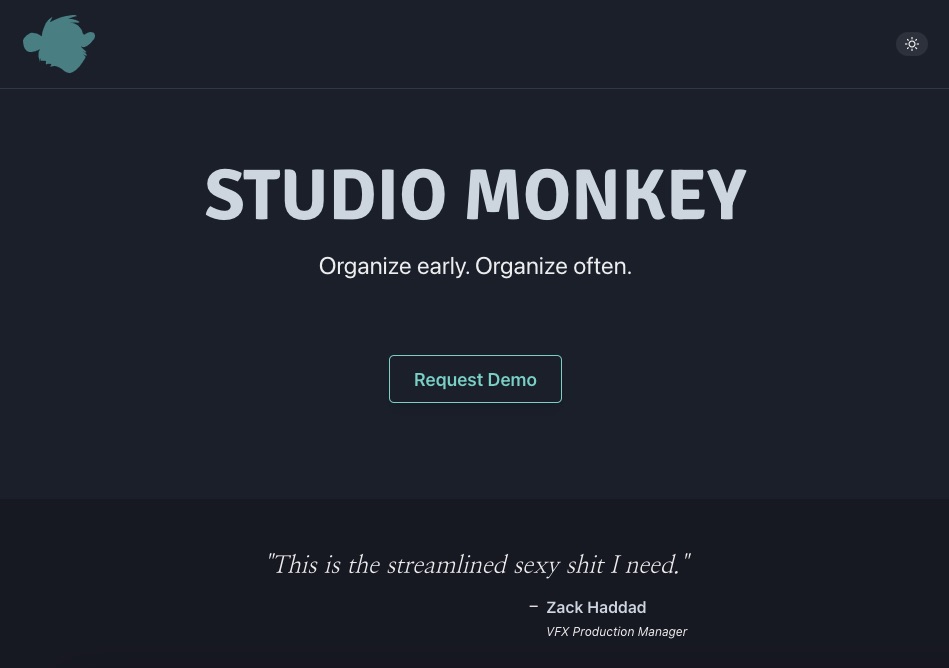 STUDIO MONKEY
Organize early. Organize often.
Request Demo
"This is the streamlined sexy shit I need."
– Zack Haddad
VFX Production Manager